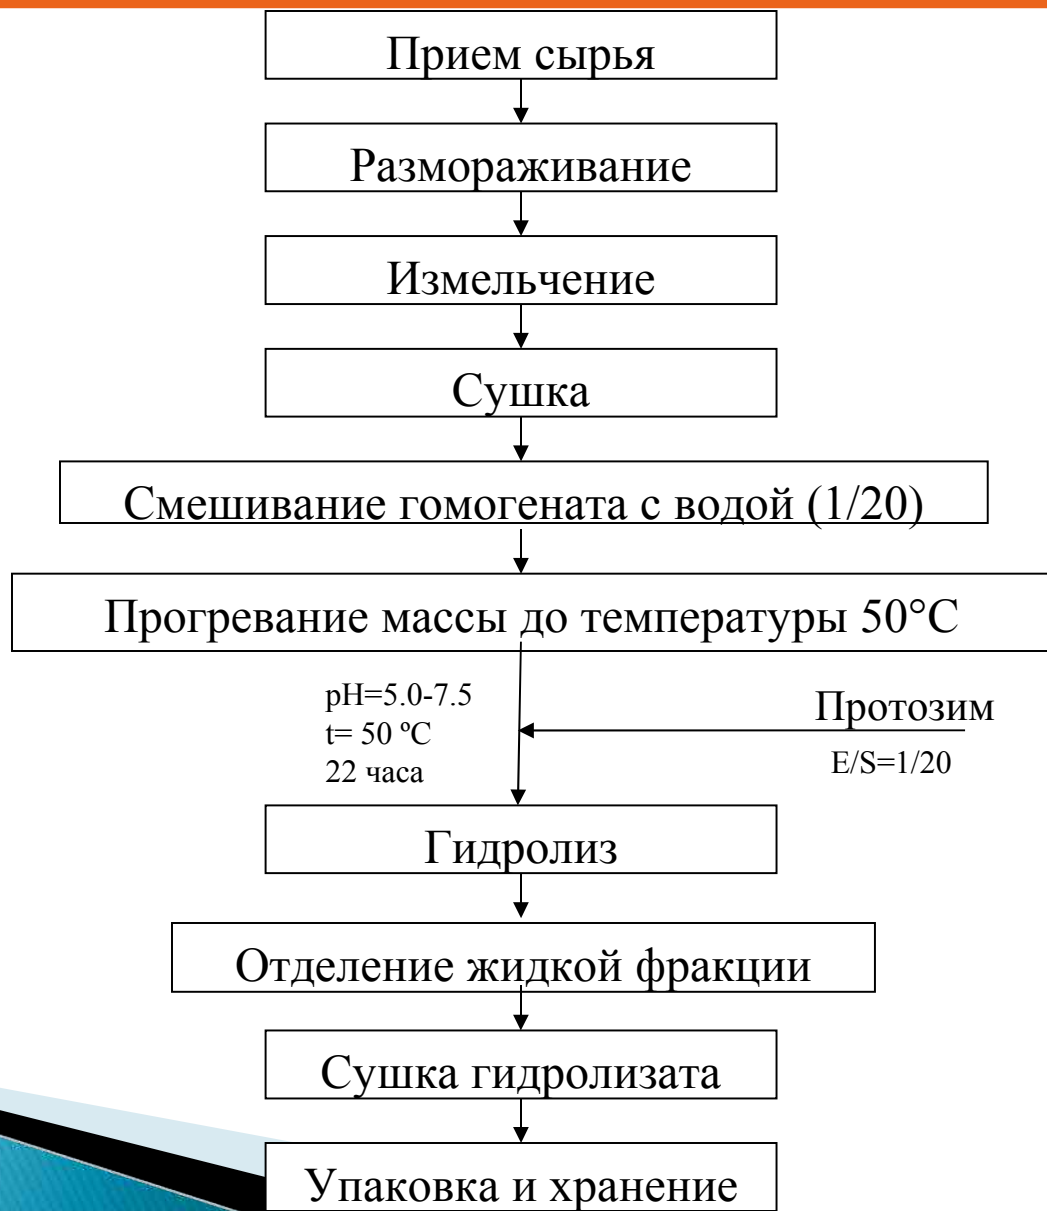 Прием сырья
Размораживание
Измельчение
Сушка
Смешивание гомогената с водой (1/20)
Прогревание массы до температуры 50°С
pH=5.0-7.5
t= 50 ºC
22 часа
Протозим
E/S=1/20
Гидролиз
Отделение жидкой фракции
Сушка гидролизата
Упаковка и хранение